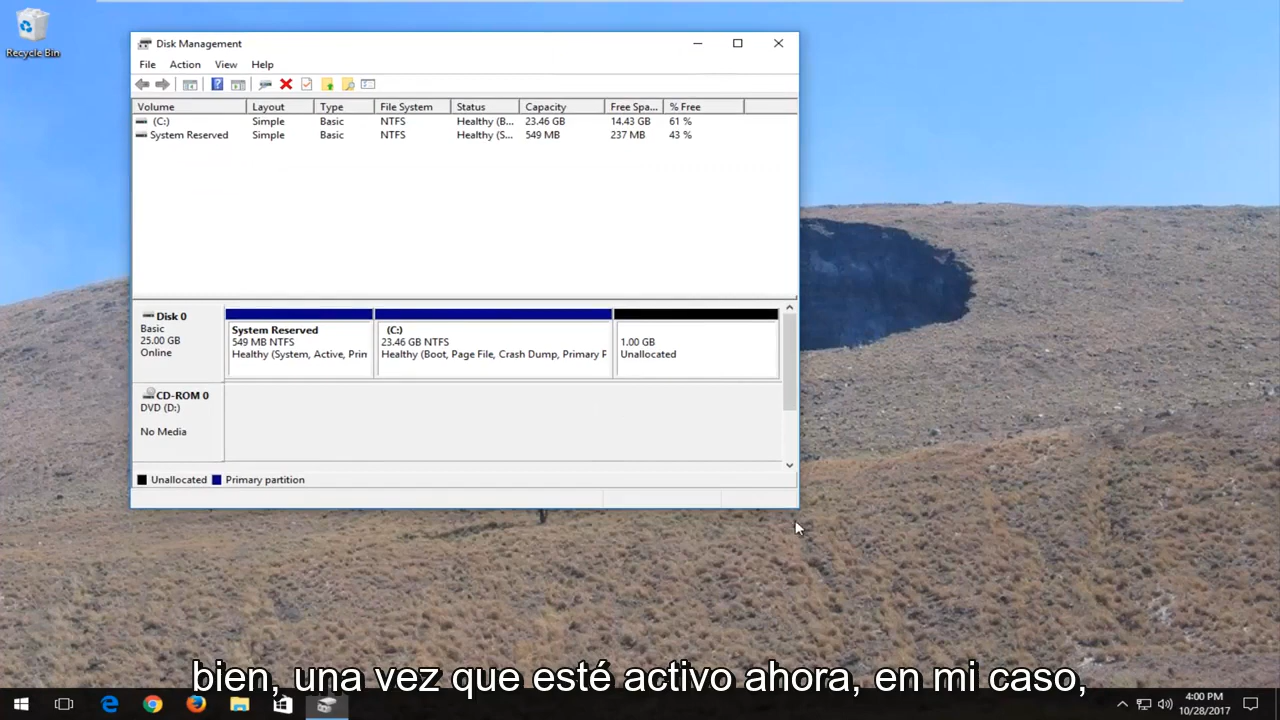 Recycle Bin
Disk Management
File Action View Help
Volume Layout Type File System Status Capacity Free Spa... % Free
(C:) Simple Basic NTFS Healthy (B... 23.46 GB 14.43 GB 61 %
System Reserved Simple Basic NTFS Healthy (S... 549 MB 237 MB 43 %
Disk 0
Basic
25.00 GB
Online
System Reserved
549 MB NTFS
Healthy (System, Active, Prin
(C:)
23.46 GB NTFS
Healthy (Boot, Page File, Crash Dump, Primary P
1.00 GB
Unallocated
CD-ROM 0
DVD (D:)
No Media
Unallocated Primary partition
bien, una vez que esté activo ahora, en mi caso,
4:00 PM
10/28/2017